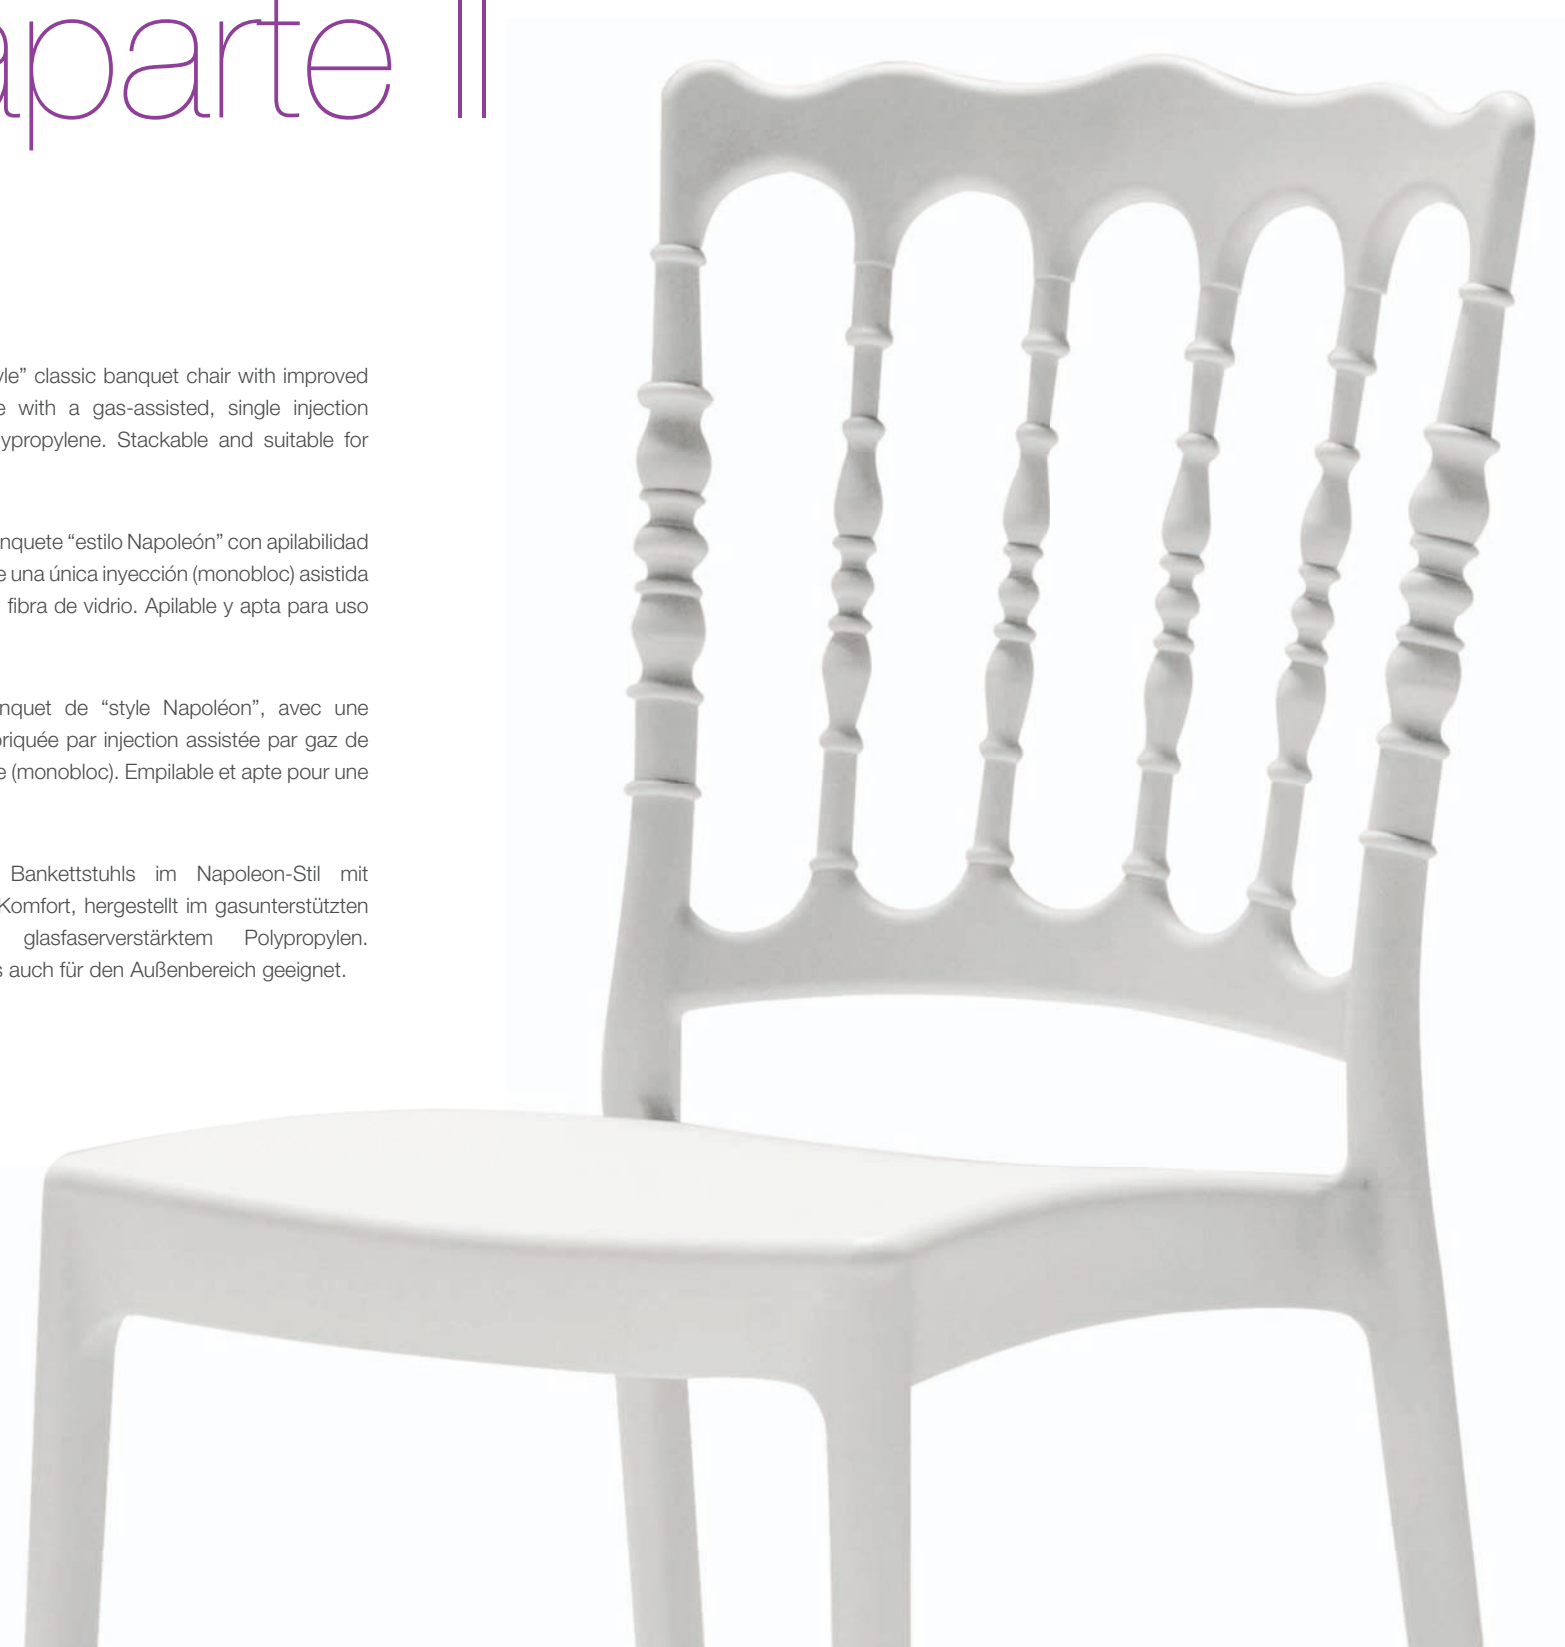 aparte II
yle” classic banquet chair with improved
e with a gas-assisted, single injection
ypropylene. Stackable and suitable for
nquete “estilo Napoleón” con apilabilidad
e una única inyección (monobloc) asistida
fibra de vidrio. Apilable y apta para uso
nquet de “style Napoléon”, avec une
briquée par injection assistée par gaz de
e (monobloc). Empilable et apte pour une
Bankettstuhls im Napoleon-Stil mit
Komfort, hergestellt im gasunterstützten
glasfaserverstärktem Polypropylen.
s auch für den Außenbereich geeignet.